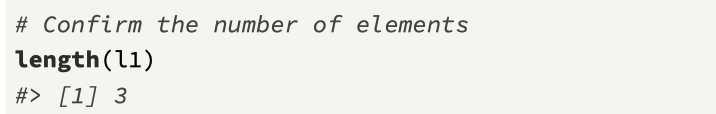 # Confirm the number of elements
length(l1)
#> [1] 3